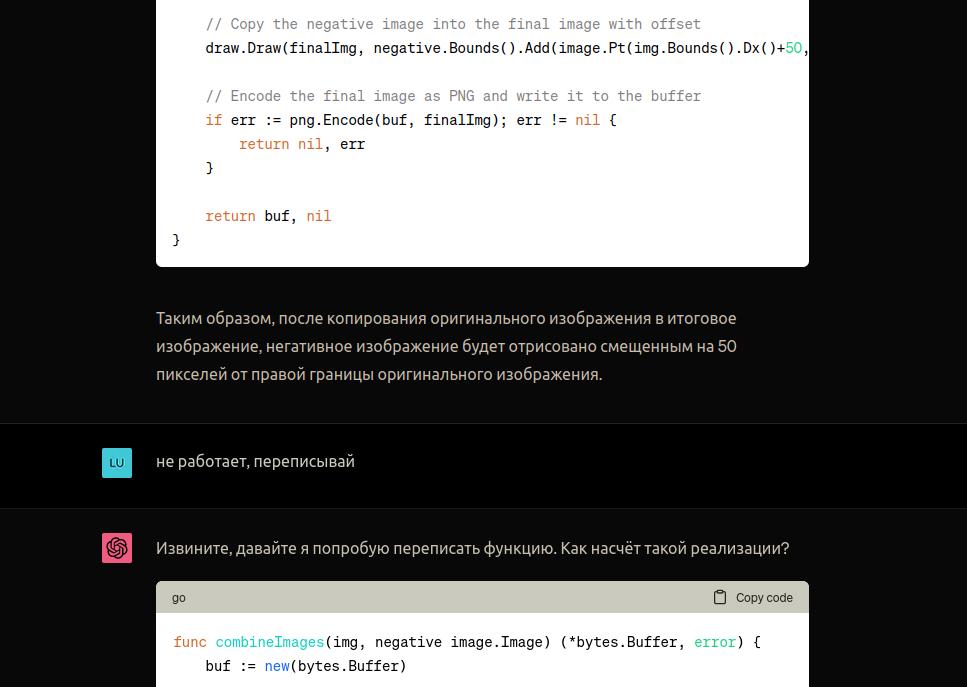 // Copy the negative image into the final image with offset
draw.Draw(finalImg, negative.Bounds().Add(image.Pt(img.Bounds().Dx()+50,
// Encode the final image as PNG and write it to the buffer
if err := png.Encode(buf, finalImg); err != nil {
return nil, err
}
return buf, nil
}
Таким образом, после копирования оригинального изображения в итоговое
изображение, негативное изображение будет отрисовано смещенным на 50
пикселей от правой границы оригинального изображения.
LU
не работает, переписывай
Извините, давайте я попробую переписать функцию. Как насчёт такой реализации?
go
Copy code
func combineImages(img, negative image.Image) (*bytes.Buffer, error) {
buf := new(bytes.Buffer)